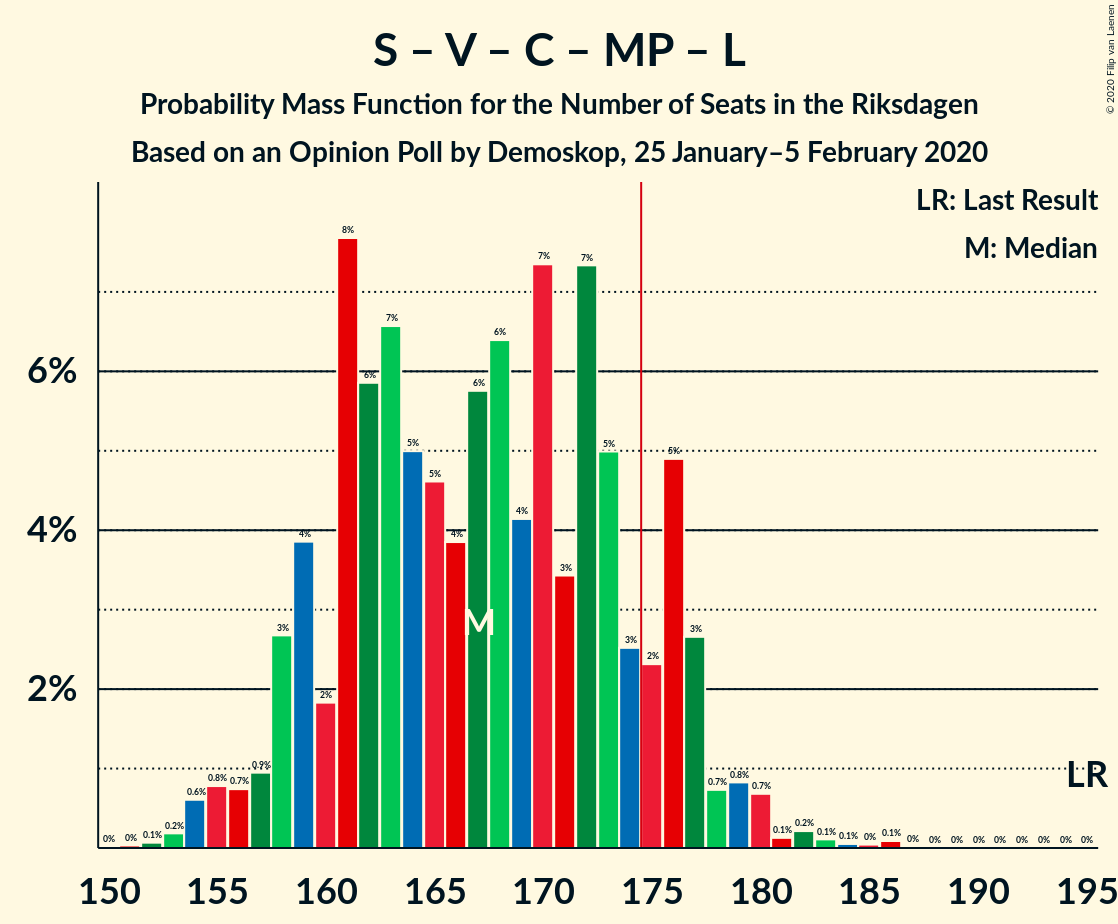 S – V – C – MP – L
Probability Mass Function for the Number of Seats in the Riksdagen
Based on an Opinion Poll by Demoskop, 25 January–5 February 2020
© 2020 Filip van Laenen
LR: Last Result
M: Median
6%
4%
2%
0% 0% 0.1% 0.2% 0.6% 0.8% 0.7% 0.9% 3% 4% 2% 8% 6% 7% 5% 5% 4% 6% 6% 4% 7% 3% 7% 5% 3% 2% 5% 3% 0.7% 0.8% 0.7% 0.1% 0.2% 0.1% 0.1% 0% 0.1% 0% 0% 0% 0% 0% 0% 0% 0% 0%
M
LR
150 155 160 165 170 175 180 185 190 195